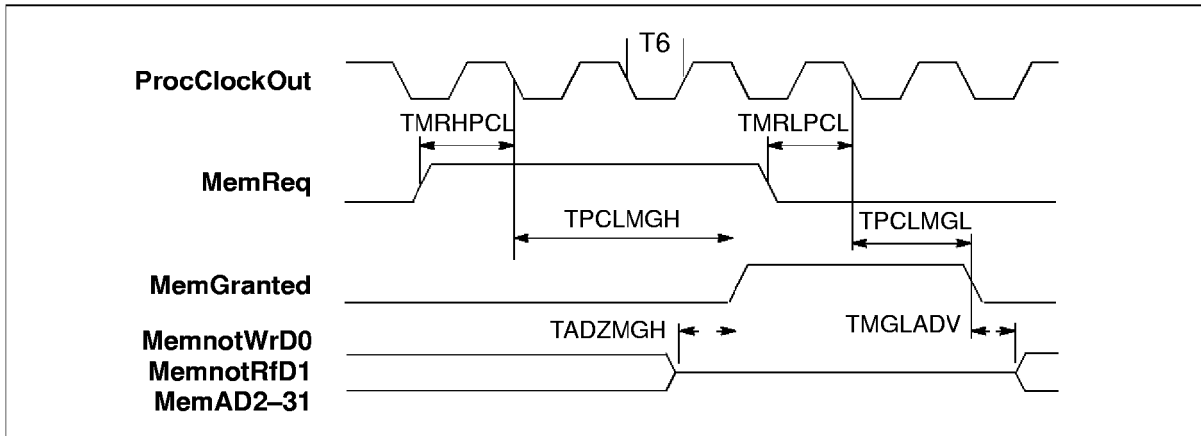 T6
ProcClockOut
TMRHPCL
TMRLPCL
MemReq
TPCLMGH
TPCLMGL
MemGranted
TADZMGH
TMGLADV
MemnotWrD0
MemnotRfD1
MemAD2–31